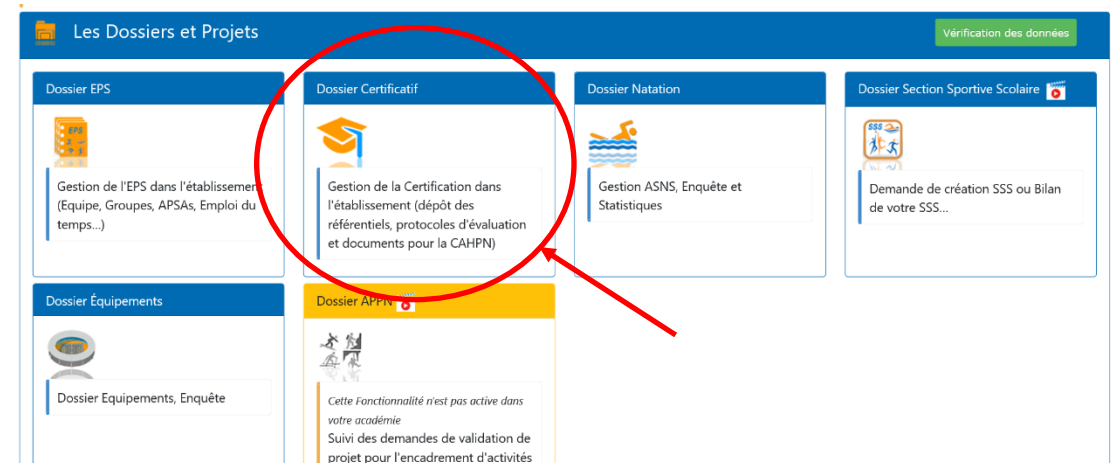 Les Dossiers et Projets
Vérification des données
Dossier EPS
EPS
Gestion de l'EPS dans l'établissement
(Equipe, Groupes, APSAs, Emploi du
temps...)
Dossier Certificatif
Gestion de la Certification dans
l'établissement (dépôt des
référentiels, protocoles d'évaluation
et documents pour la CAHPN)
Dossier Natation
Gestion ASNS, Enquête et
Statistiques
Dossier Section Sportive Scolaire
SSS
Demande de création SSS ou Bilan
de votre SSS...
Dossier Équipements
Dossier Equipements, Enquête
Dossier APPN
Cette Fonctionnalité n'est pas active dans
votre académie
Suivi des demandes de validation de
projet pour l'encadrement d'activités